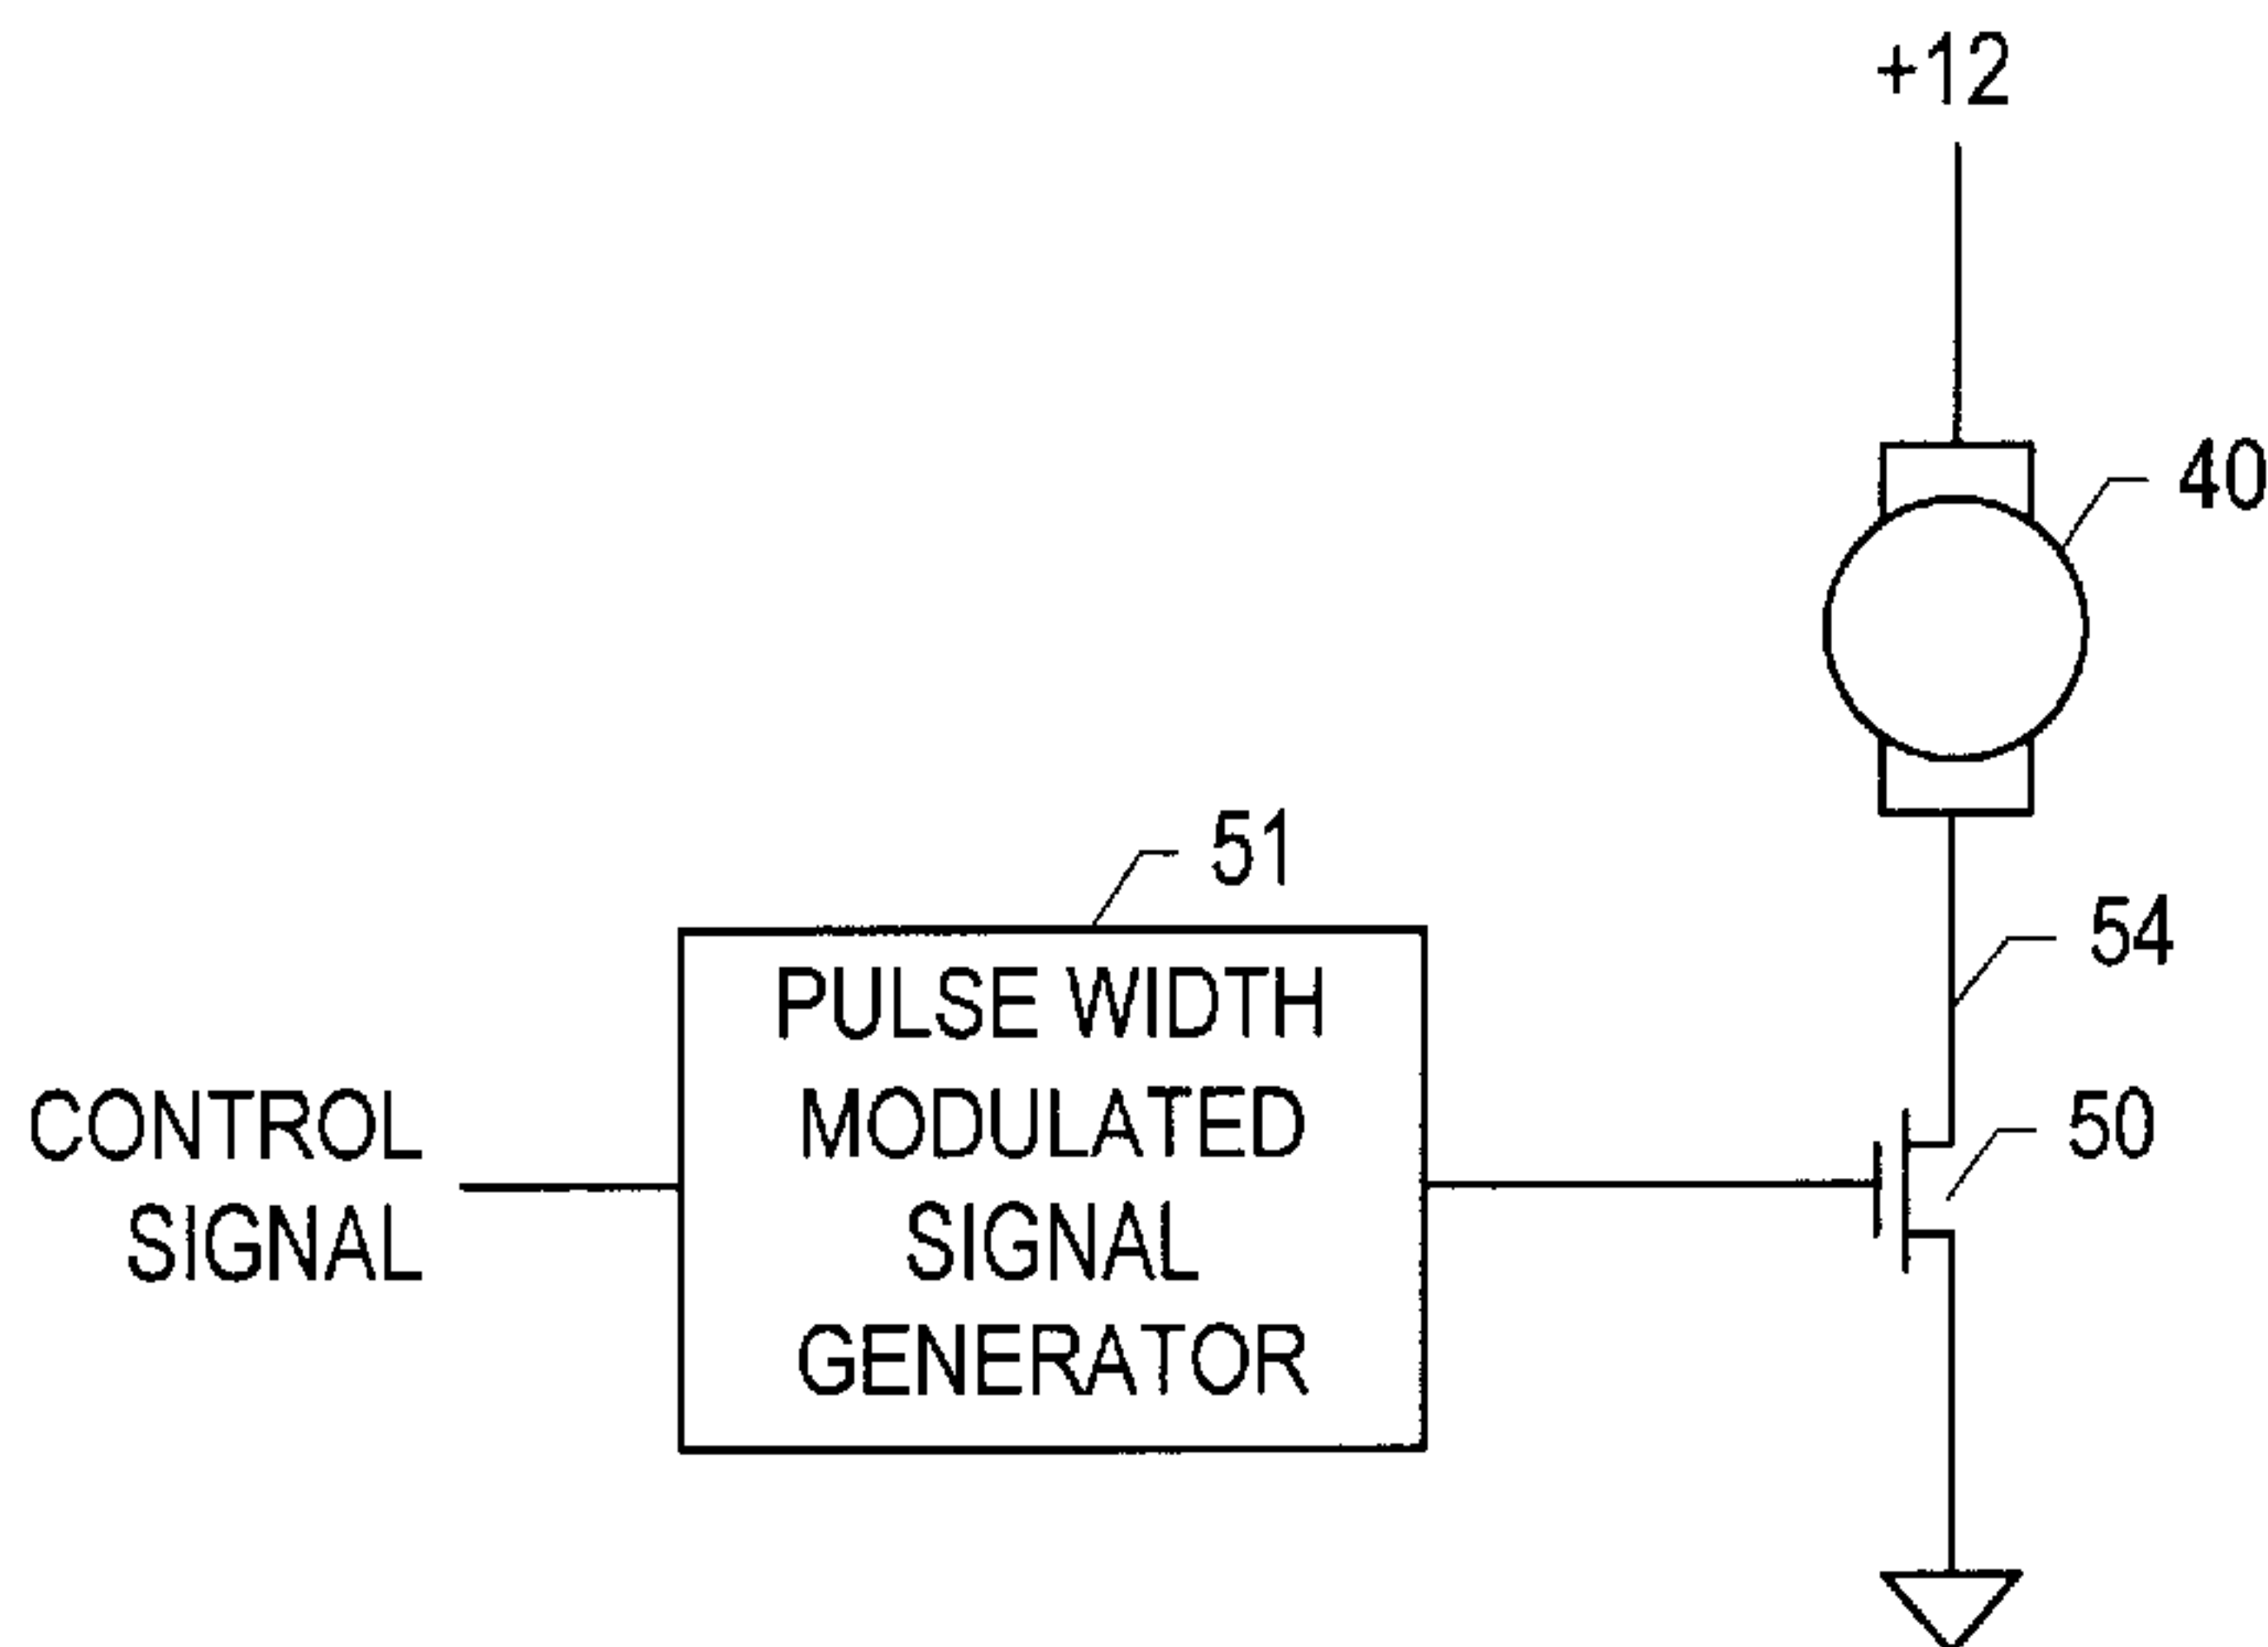 +12
40
51
54
PULSE WIDTH
MODULATED
SIGNAL
GENERATOR
CONTROL
SIGNAL
50